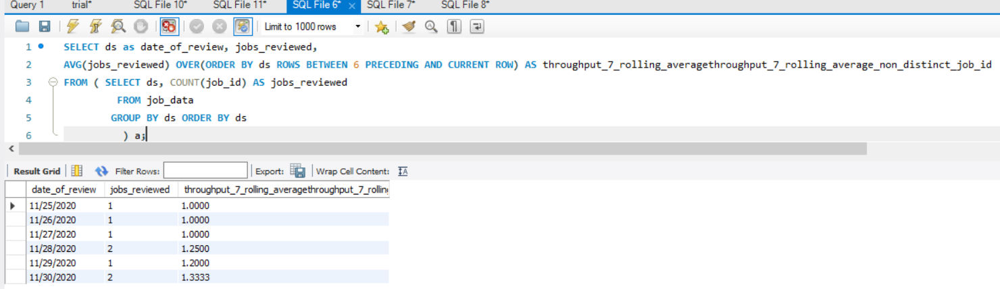 Query 1 trial* SQL File 10* SQL File 11* SQL File 6* × SQL File 7* SQL File 8*
Limit to 1000 rows
1 SELECT ds as date_of_review, jobs_reviewed,
2 AVG(jobs_reviewed) OVER(ORDER BY ds ROWS BETWEEN 6 PRECEDING AND CURRENT ROW) AS throughput_7_rolling_averagethroughput_7_rolling_average_non_distinct_job_id
3 FROM ( SELECT ds, COUNT(job_id) AS jobs_reviewed
4 FROM job_data
5 GROUP BY ds ORDER BY ds
6 ) a;
Result Grid Filter Rows: Export: Wrap Cell Content:
date_of_review jobs_reviewed throughput_7_rolling_averagethroughput_7_rolling
11/25/2020 1 1.0000
11/26/2020 1 1.0000
11/27/2020 1 1.0000
11/28/2020 2 1.2500
11/29/2020 1 1.2000
11/30/2020 2 1.3333